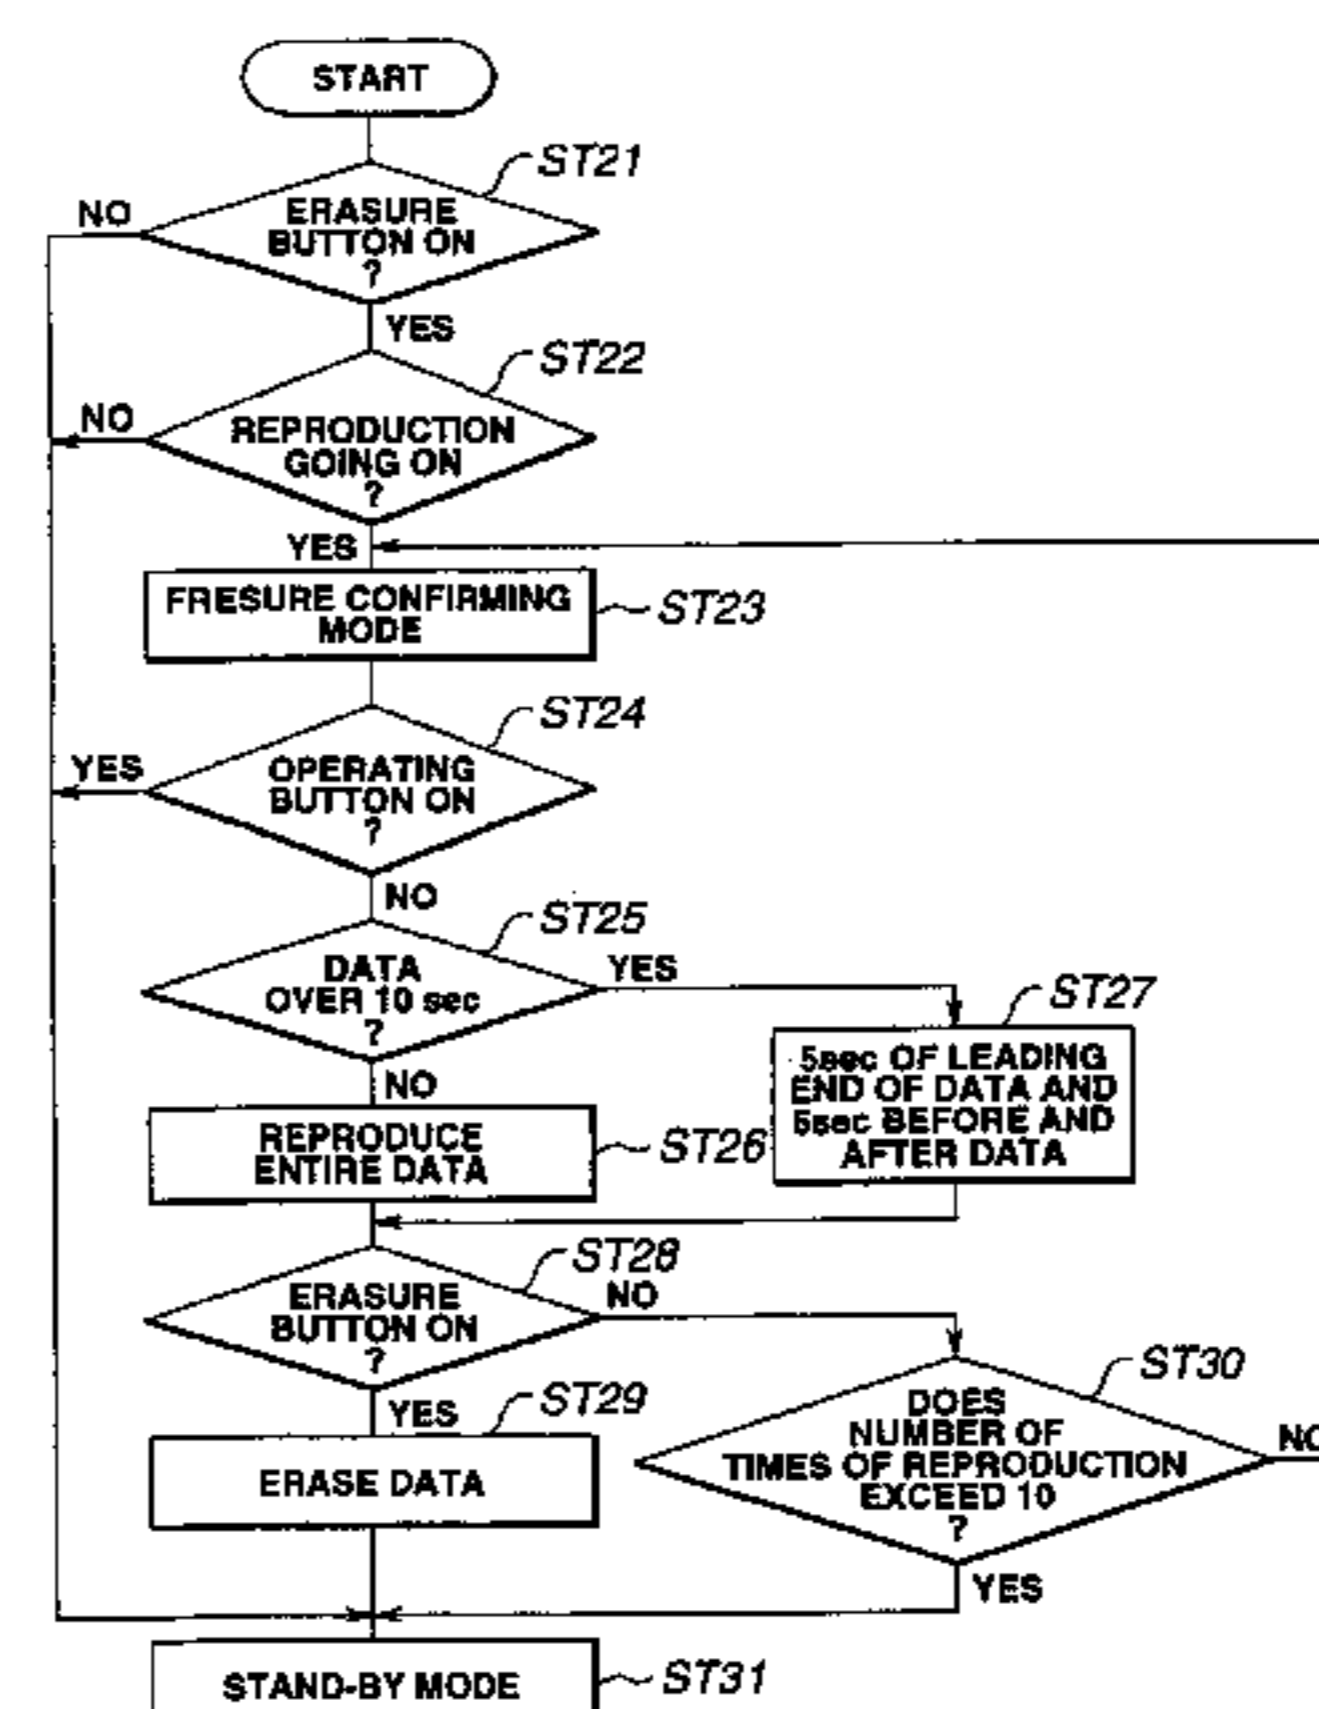 START
ST21
NO
ERASURE
BUTTON ON
?
YES
ST22
NO
REPRODUCTION
GOING ON
?
YES
FRESURE CONFIRMING
MODE
ST23
ST24
YES
OPERATING
BUTTON ON
?
NO
ST25
DATA
OVER 10 sec
?
YES
ST27
5sec OF LEADING
END OF DATA AND
5sec BEFORE AND
AFTER DATA
NO
REPRODUCE
ENTIRE DATA
ST26
ST28
ERASURE
BUTTON ON
?
NO
ST30
DOES
NUMBER OF
TIMES OF REPRODUCTION
EXCEED 10
?
NO
YES
YES
ST29
ERASE DATA
STAND-BY MODE
ST31